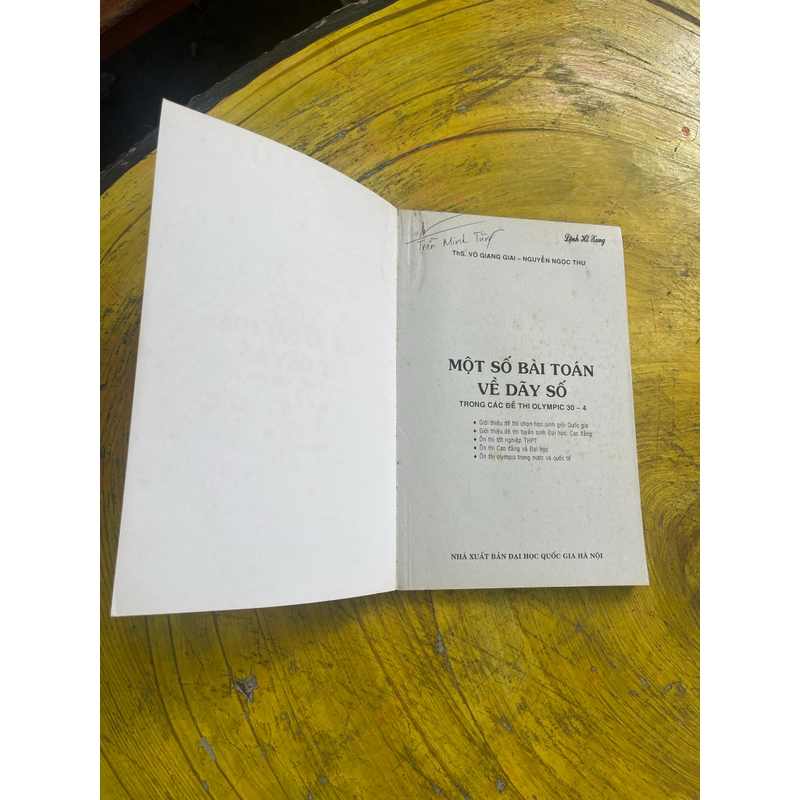 Trần Minh Tùng
ThS. VÕ GIANG GIAI – NGUYỄN NGỌC THU
MỘT SỐ BÀI TOÁN
VỀ DÃY SỐ
TRONG CÁC ĐỀ THI OLYMPIC 30 – 4
• Giới thiệu đề thi chọn học sinh giỏi Quốc gia
• Giới thiệu đề thi tuyển sinh Đại học, Cao đẳng
• Ôn thi tốt nghiệp THPT
• Ôn thi Cao đẳng và Đại học
• Ôn thi olympic trong nước và quốc tế
NHÀ XUẤT BẢN ĐẠI HỌC QUỐC GIA HÀ NỘI